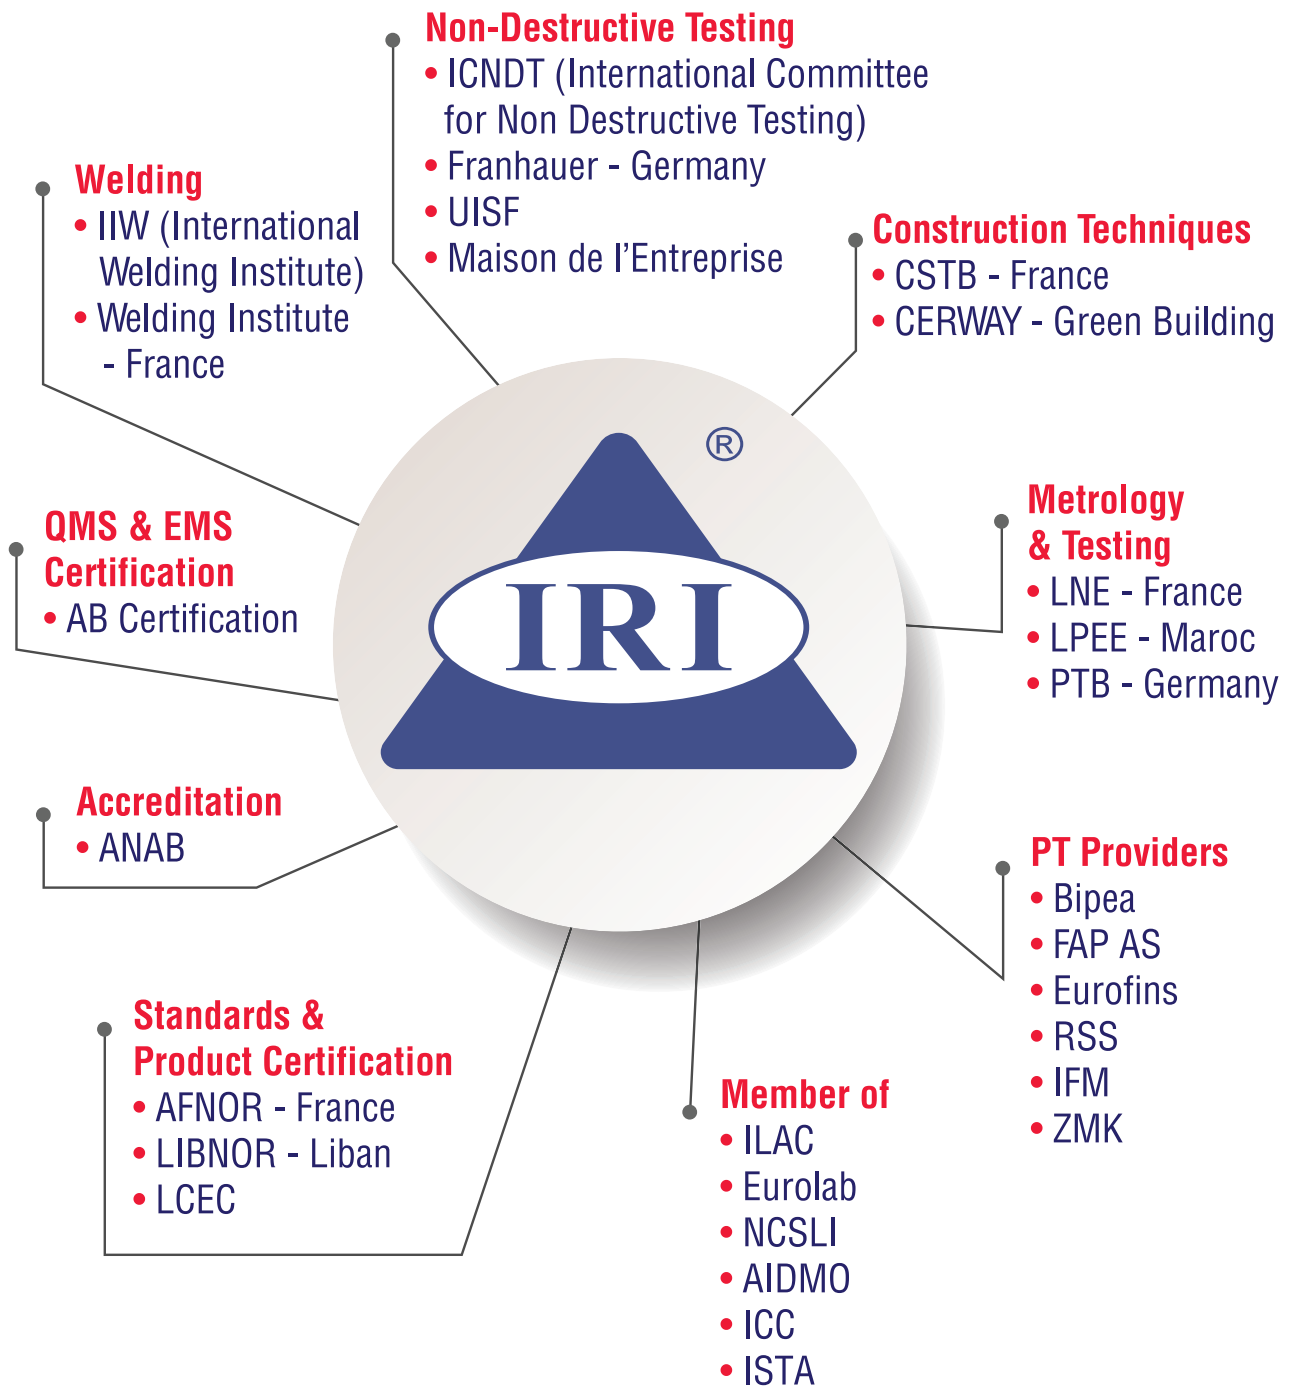 Non-Destructive Testing
• ICNDT (International Committee
for Non Destructive Testing)
• Franhauer - Germany
• UISF
• Maison de l'Entreprise
Welding
• IIW (International
Welding Institute)
• Welding Institute
- France
Construction Techniques
• CSTB - France
• CERWAY - Green Building
®
IRI
QMS & EMS
Certification
• AB Certification
Metrology
& Testing
• LNE - France
• LPEE - Maroc
• PTB - Germany
Accreditation
• ANAB
PT Providers
• Bipea
• FAP AS
• Eurofins
• RSS
• IFM
• ZMK
Standards &
Product Certification
• AFNOR - France
• LIBNOR - Liban
• LCEC
Member of
• ILAC
• Eurolab
• NCSLI
• AIDMO
• ICC
• ISTA